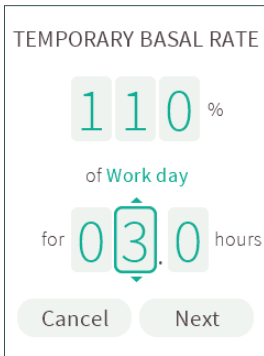 TEMPORARY BASAL RATE
110 %
of Work day
for 03.0 hours
Cancel Next